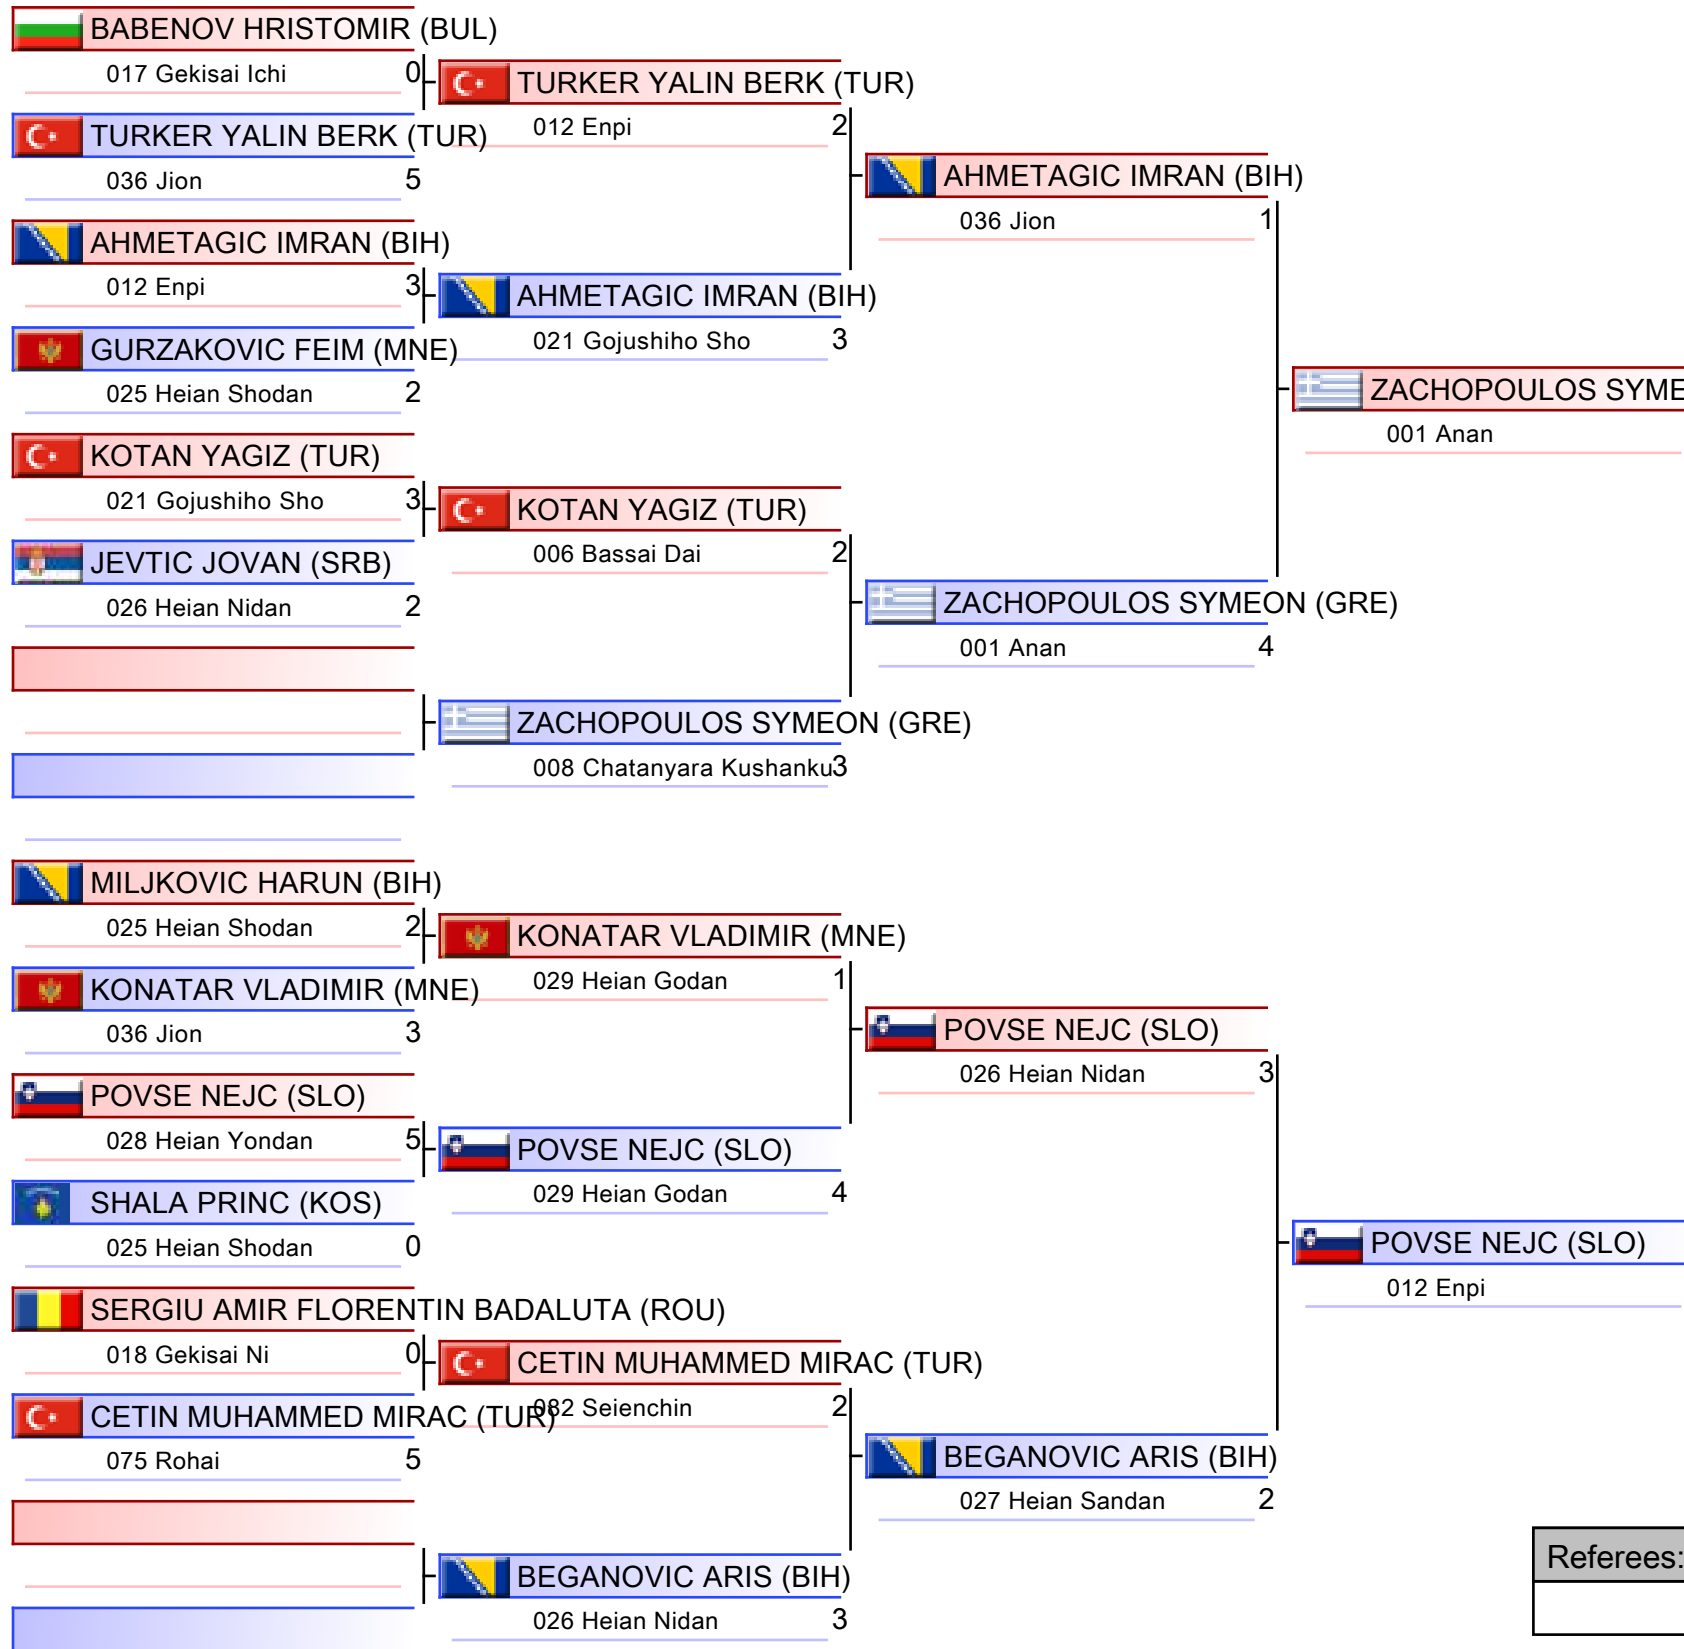 BABENOV HRISTOMIR (BUL)
017 Gekisai Ichi 0
TURKER YALIN BERK (TUR)
036 Jion 5
AHMETAGIC IMRAN (BIH)
012 Enpi 3
GURZAKOVIC FEIM (MNE)
025 Heian Shodan 2
KOTAN YAGIZ (TUR)
021 Gojushiho Sho 3
JEVTIC JOVAN (SRB)
026 Heian Nidan 2
MILJKOVIC HARUN (BIH)
025 Heian Shodan 2
KONATAR VLADIMIR (MNE)
036 Jion 3
POVSE NEJC (SLO)
028 Heian Yondan 5
SHALA PRINC (KOS)
025 Heian Shodan 0
SERGIU AMIR FLORENTIN BADALUTA (ROU)
018 Gekisai Ni 0
CETIN MUHAMMED MIRAC (TUR)
075 Rohai 5
TURKER YALIN BERK (TUR)
012 Enpi 2
AHMETAGIC IMRAN (BIH)
021 Gojushiho Sho 3
KOTAN YAGIZ (TUR)
006 Bassai Dai 2
ZACHOPOULOS SYMEON (GRE)
008 Chatanyara Kushanku 3
KONATAR VLADIMIR (MNE)
029 Heian Godan 1
POVSE NEJC (SLO)
029 Heian Godan 4
CETIN MUHAMMED MIRAC (TUR)
082 Seienchin 2
BEGANOVIC ARIS (BIH)
026 Heian Nidan 3
AHMETAGIC IMRAN (BIH)
036 Jion 1
ZACHOPOULOS SYMEON (GRE)
001 Anan 4
POVSE NEJC (SLO)
026 Heian Nidan 3
BEGANOVIC ARIS (BIH)
027 Heian Sandan 2
ZACHOPOULOS SYME
001 Anan
POVSE NEJC (SLO)
012 Enpi
Referees: